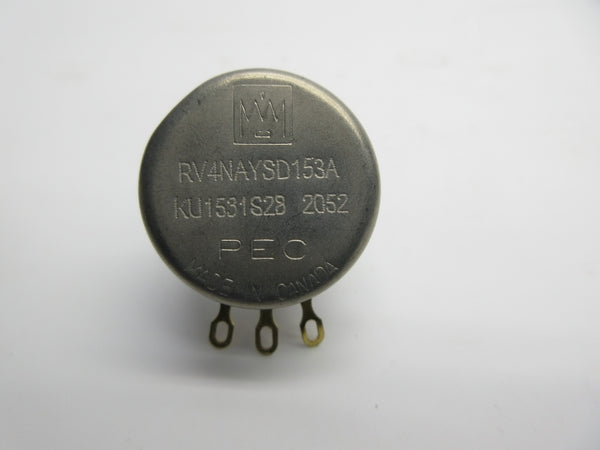 RV4NAYSD153A
KU1531S28 2052
PEC
MADE IN CANADA